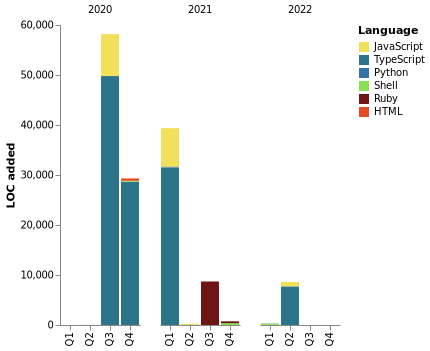 2020 2021 2022
Language
JavaScript
TypeScript
Python
Shell
Ruby
HTML
LOC added
60,000
50,000
40,000
30,000
20,000
10,000
0
Q1 Q2 Q3 Q4 Q1 Q2 Q3 Q4 Q1 Q2 Q3 Q4